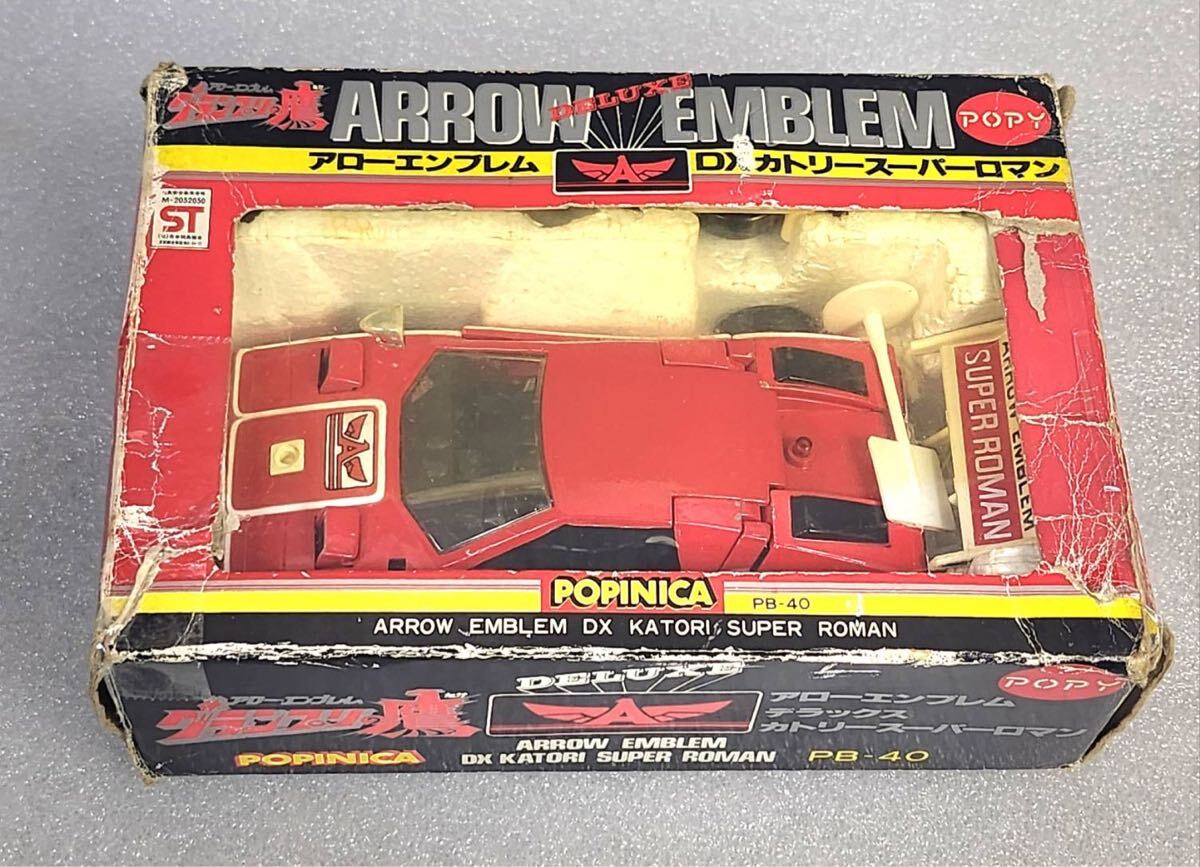 アローエンブレム
グランプリの鷹
ARROW DELUXE EMBLEM
POPY
アローエンブレム
A
DXカトリースーパーロマン
M-2052050
ST
A
ARROW EMBLEM
SUPER ROMAN
POPINICA
PB-40
ARROW EMBLEM DX KATORI SUPER ROMAN
DELUXE
POPY
アローエンブレム
グランプリの鷹
A
アローエンブレム
デラックス
カトリースーパーロマン
POPINICA
ARROW EMBLEM
DX KATORI SUPER ROMAN
PB-40